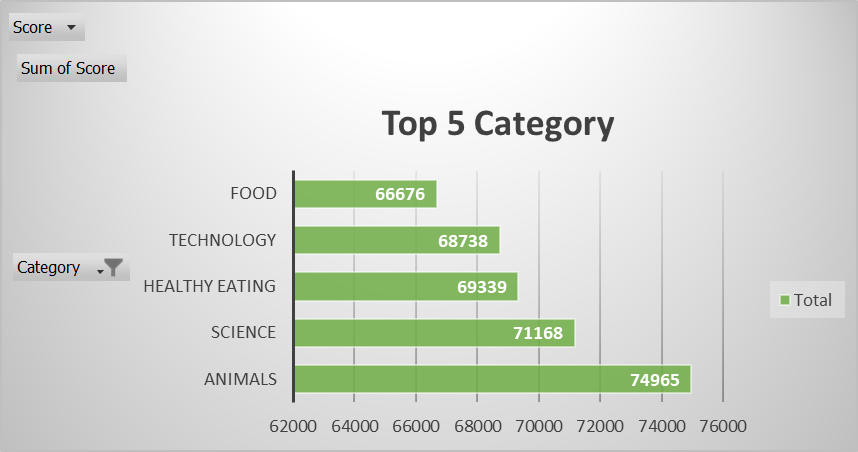 Score
Sum of Score
Top 5 Category
FOOD 66676
TECHNOLOGY 68738
Category
HEALTHY EATING 69339
Total
SCIENCE 71168
ANIMALS 74965
62000 64000 66000 68000 70000 72000 74000 76000